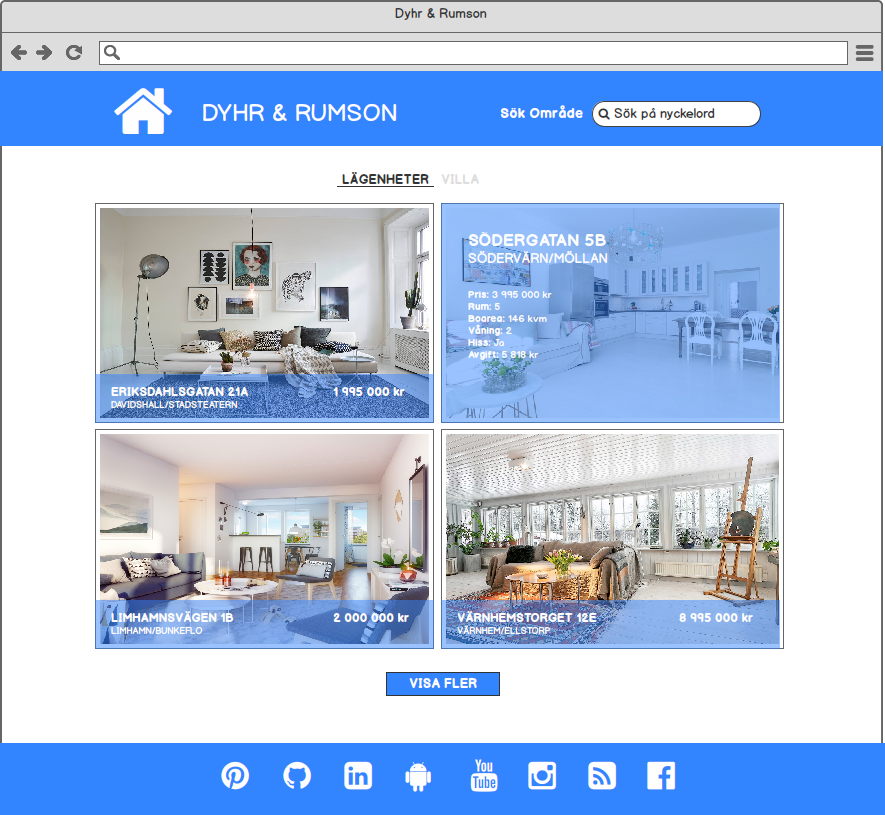 Dyhr & Rumson
DYHR & RUMSON
Sök Område
Sök på nyckelord
LÄGENHETER
VILLA
ERIKSDAHLSGATAN 21A
1 995 000 kr
DAVIDSHALL/STADSTEATERN
SÖDERGATAN 5B
SÖDERVÄRN/MÖLLAN
Pris: 3 995 000 kr
Rum: 5
Boarea: 146 kvm
Våning: 2
Hiss: Ja
Avgift: 5 818 kr
LIMHAMNSVÄGEN 1B
2 000 000 kr
LIMHAMN/BUNKEFLO
VÄRNHEMSTORGET 12E
8 995 000 kr
VÄRNHEM/ELLSTORP
VISA FLER
You
Tube